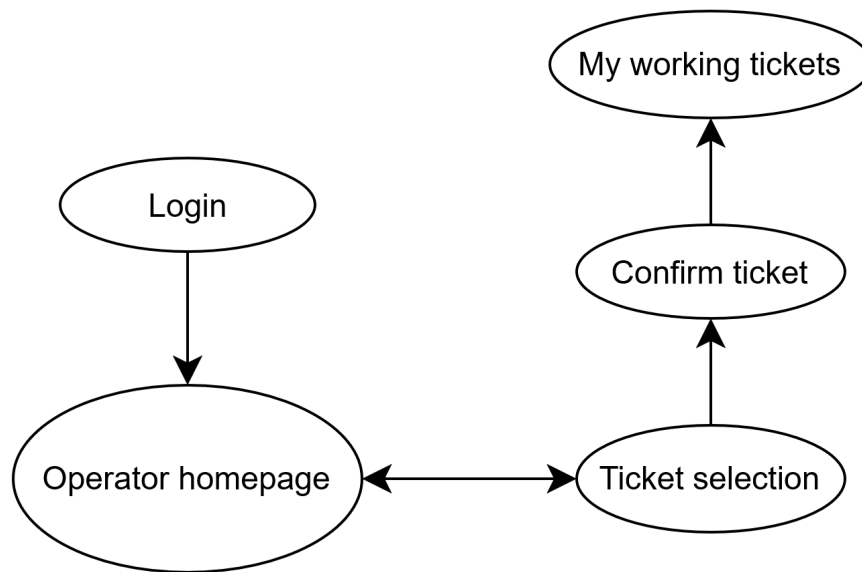 My working tickets
Login
Confirm ticket
Operator homepage
Ticket selection